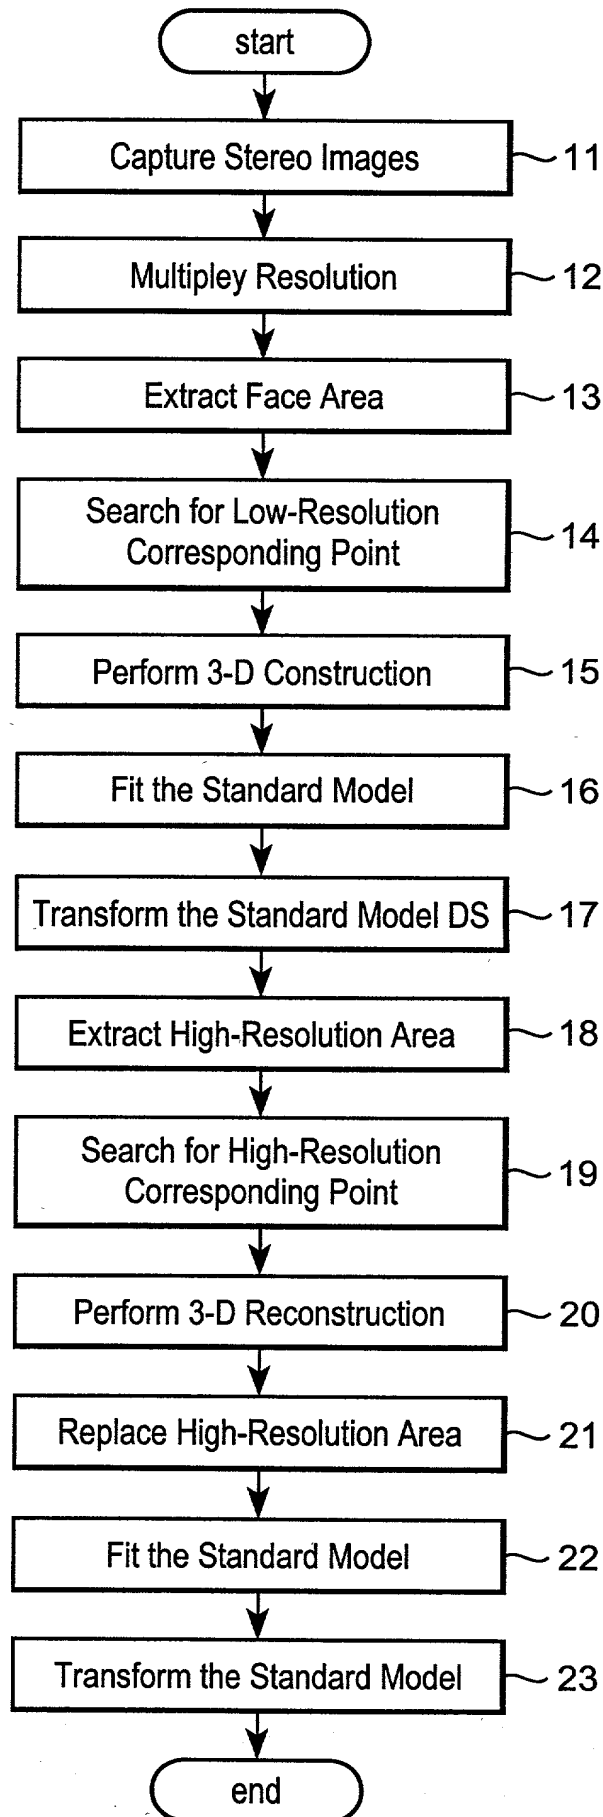 start
Capture Stereo Images 11
Multipley Resolution 12
Extract Face Area 13
Search for Low-Resolution
Corresponding Point 14
Perform 3-D Construction 15
Fit the Standard Model 16
Transform the Standard Model DS 17
Extract High-Resolution Area 18
Search for High-Resolution
Corresponding Point 19
Perform 3-D Reconstruction 20
Replace High-Resolution Area 21
Fit the Standard Model 22
Transform the Standard Model 23
end